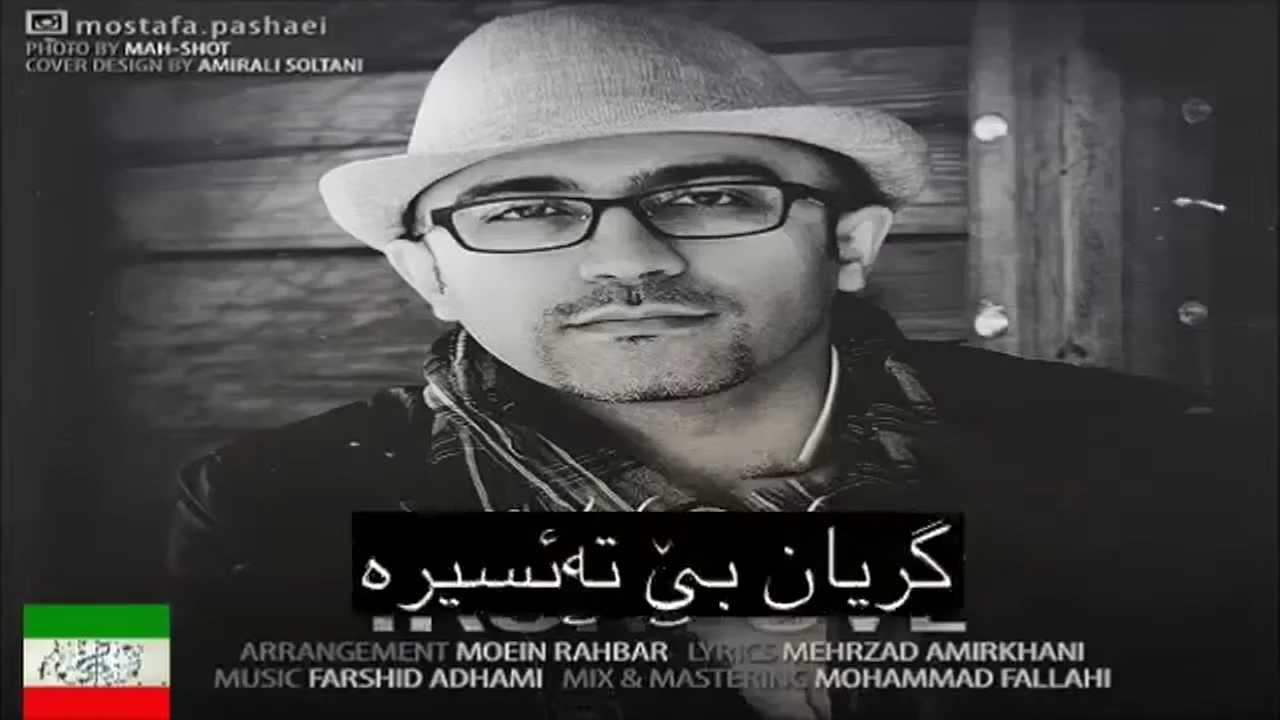 mostafa.pashaei
PHOTO BY MAH-SHOT
COVER DESIGN BY AMIRALI SOLTANI
گریان بێ تەئسیرە
ARRANGEMENT MOEIN RAHBAR LYRICS MEHRZAD AMIRKHANI
MUSIC FARSHID ADHAMI MIX & MASTERING MOHAMMAD FALLAHI